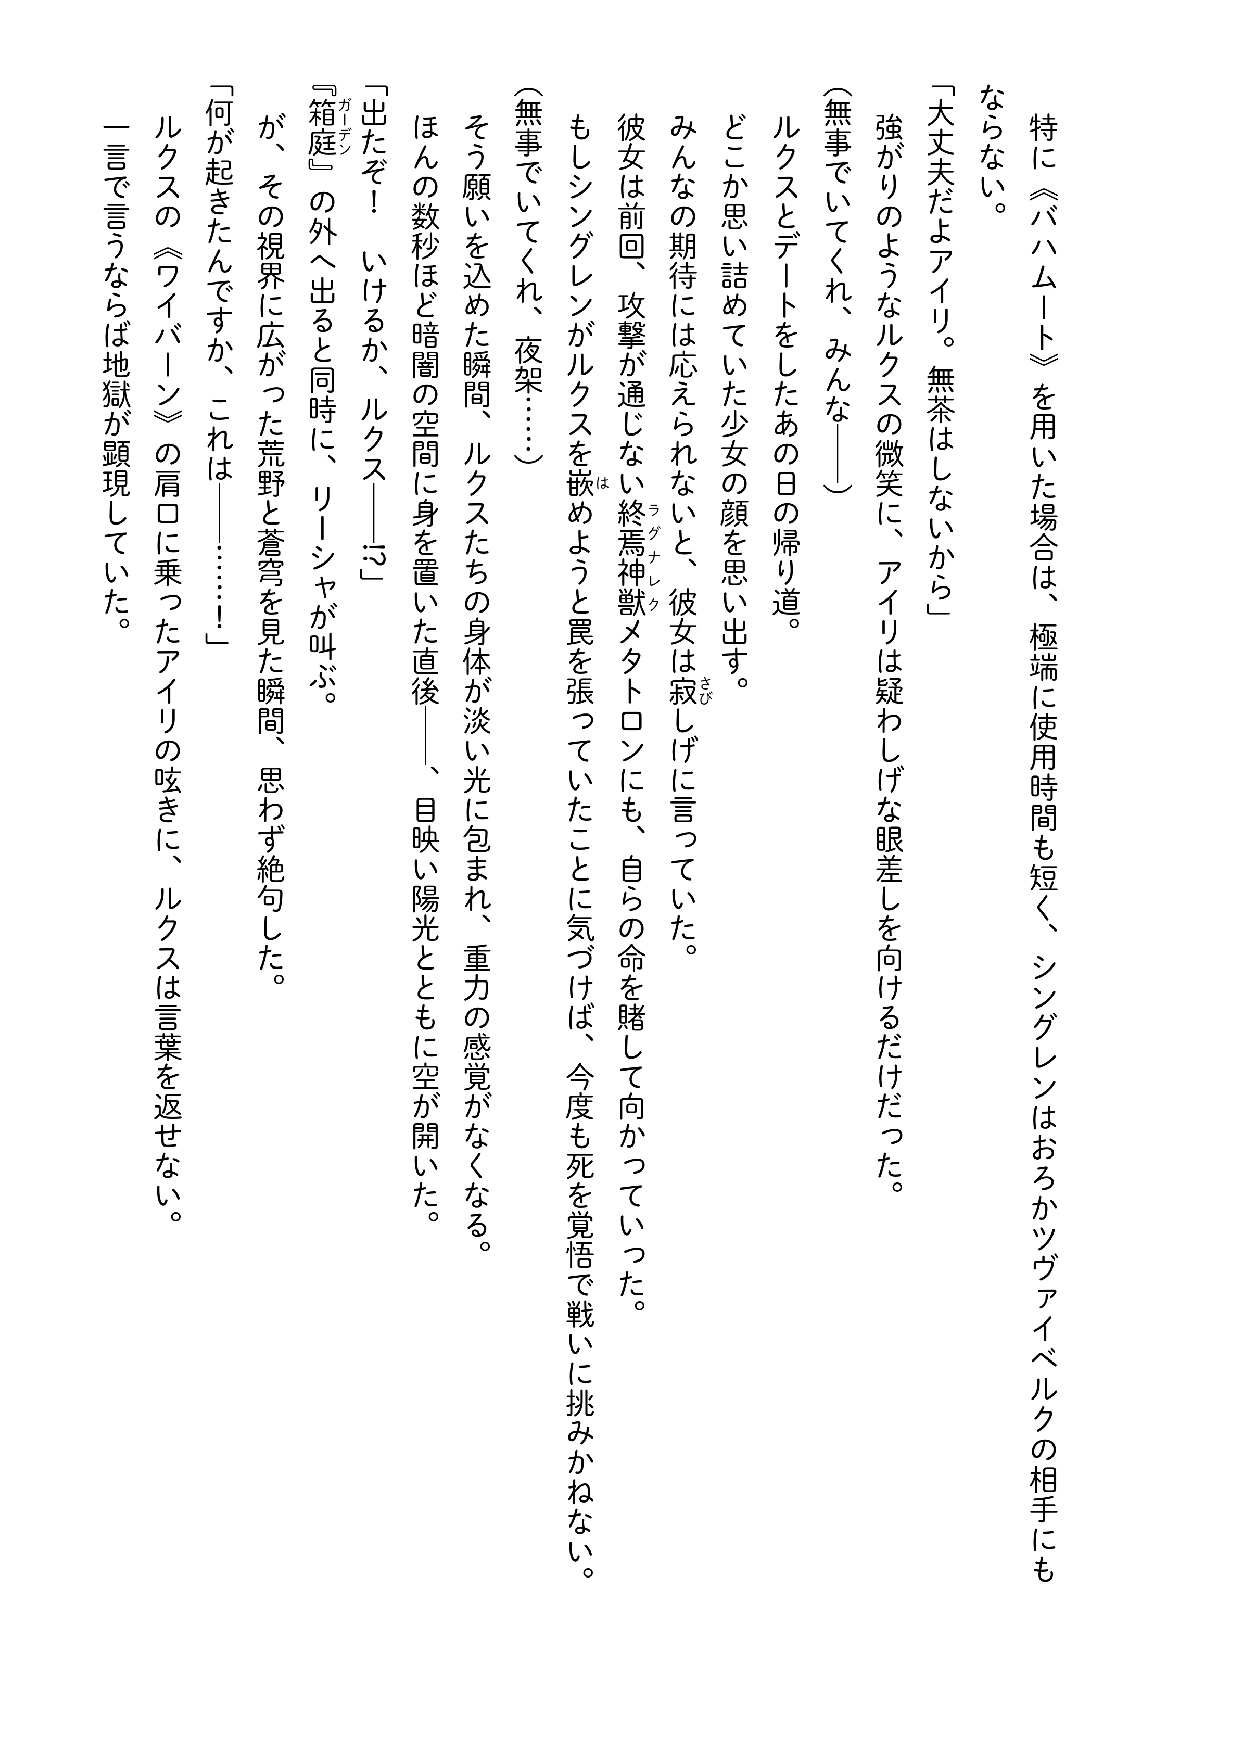 特に《バハムート》を用いた場合は、極端に使用時間も短く、シングレンはおろかツヴァイベルクの相手にも
ならない。
「大丈夫だよアイリ。無茶はしないから」
強がりのようなルクスの微笑に、アイリは疑わしげな眼差しを向けるだけだった。
（無事でいてくれ、みんな――）
ルクスとデートをしたあの日の帰り道。
どこか思い詰めていた少女の顔を思い出す。
みんなの期待には応えられないと、彼女は寂しげに言っていた。
彼女は前回、攻撃が通じない終焉神獣メタトロンにも、自らの命を賭して向かっていった。
もしシングレンがルクスを嵌めようと罠を張っていたことに気づけば、今度も死を覚悟で戦いに挑みかねない。
（無事でいてくれ、夜架……）
そう願いを込めた瞬間、ルクスたちの身体が淡い光に包まれ、重力の感覚がなくなる。
ほんの数秒ほど暗闇の空間に身を置いた直後――、目映い陽光とともに空が開いた。
「出たぞ！　いけるか、ルクス――!?」
『箱庭』の外へ出ると同時に、リーシャが叫ぶ。
が、その視界に広がった荒野と蒼穹を見た瞬間、思わず絶句した。
「何が起きたんですか、これは――……！」
ルクスの《ワイバーン》の肩口に乗ったアイリの呟きに、ルクスは言葉を返せない。
一言で言うならば地獄が顕現していた。
さび
ラグナレク
は
ガーデン